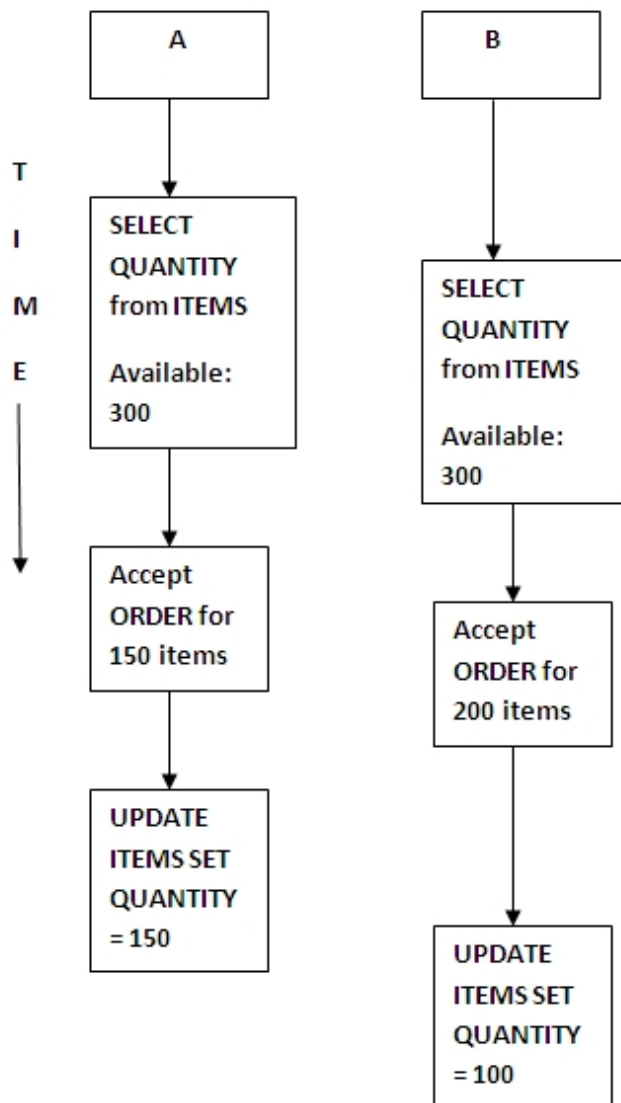 A
B
T
I
M
E
SELECT
QUANTITY
from ITEMS
Available:
300
Accept
ORDER for
150 items
UPDATE
ITEMS SET
QUANTITY
= 150
SELECT
QUANTITY
from ITEMS
Available:
300
Accept
ORDER for
200 items
UPDATE
ITEMS SET
QUANTITY
= 100